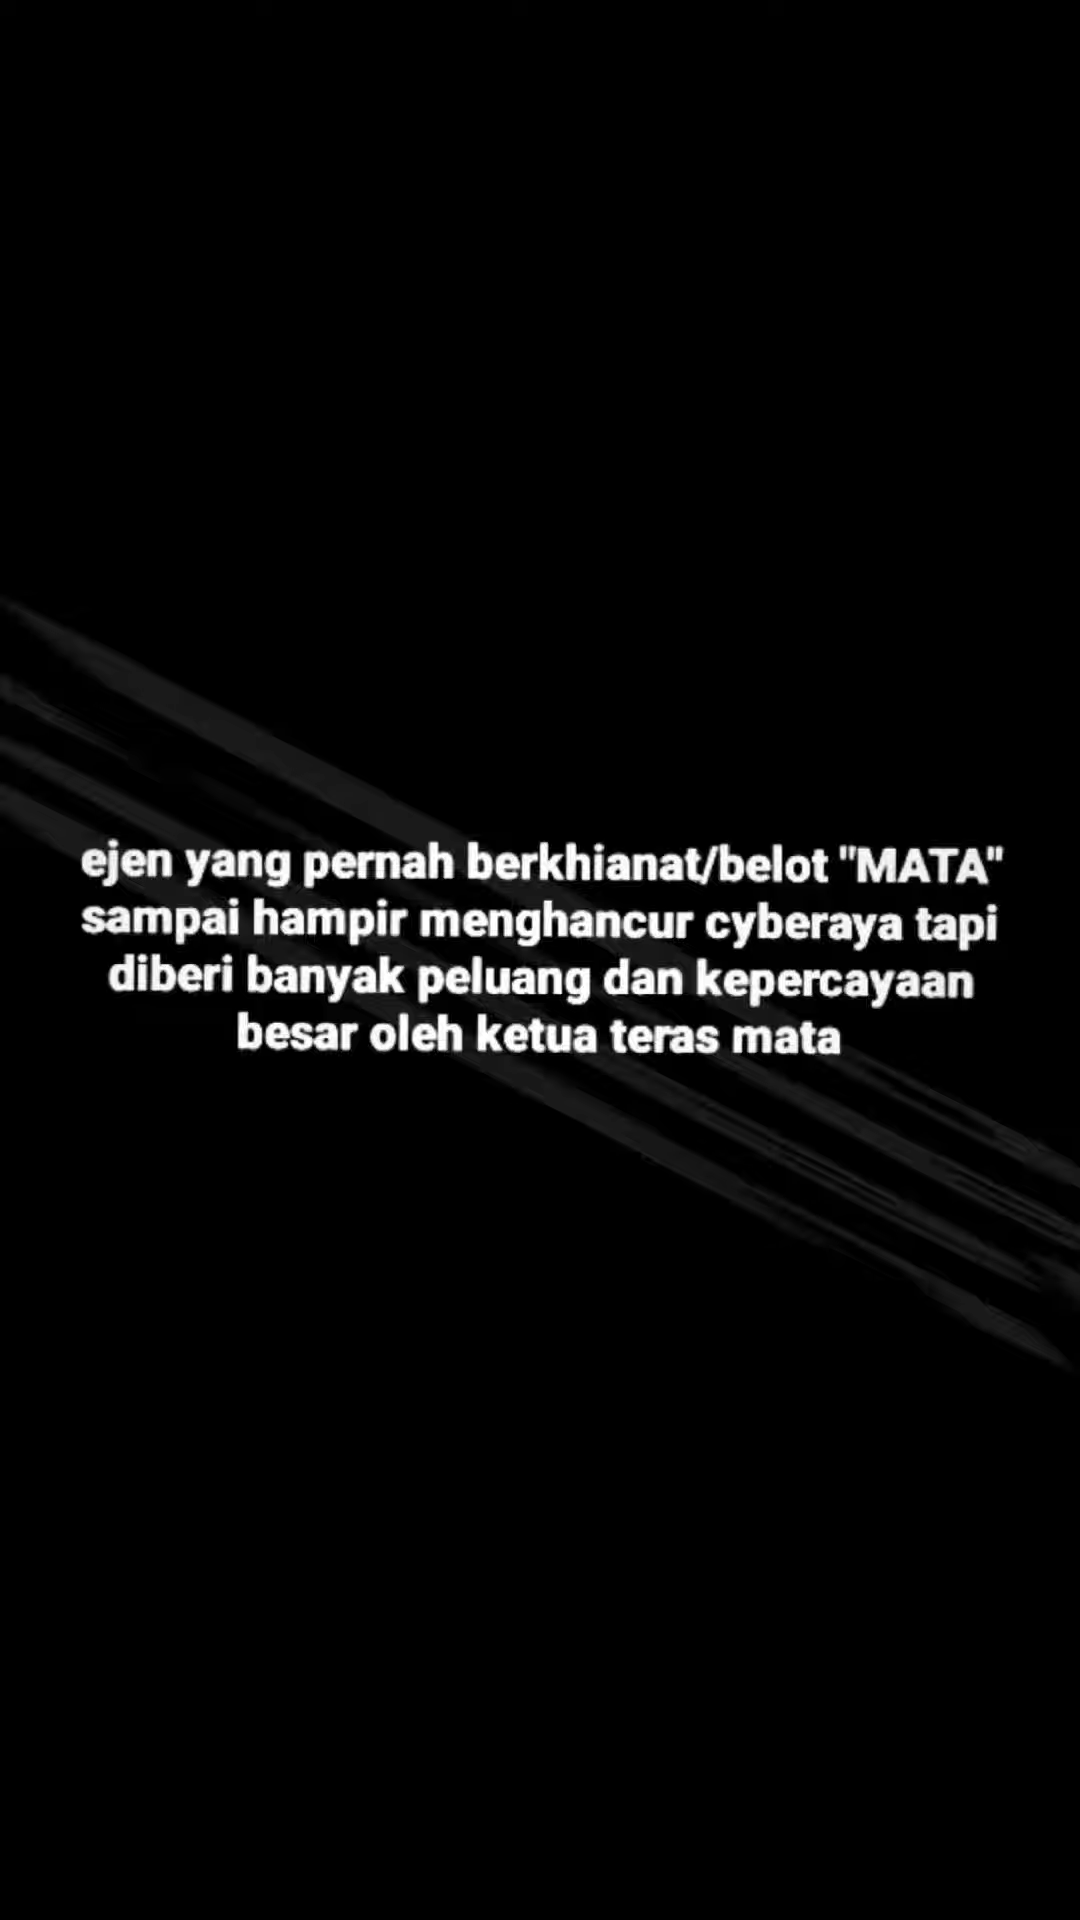 ejen yang pernah berkhianat/belot "MATA"
sampai hampir menghancur cyberaya tapi
diberi banyak peluang dan kepercayaan
besar oleh ketua teras mata